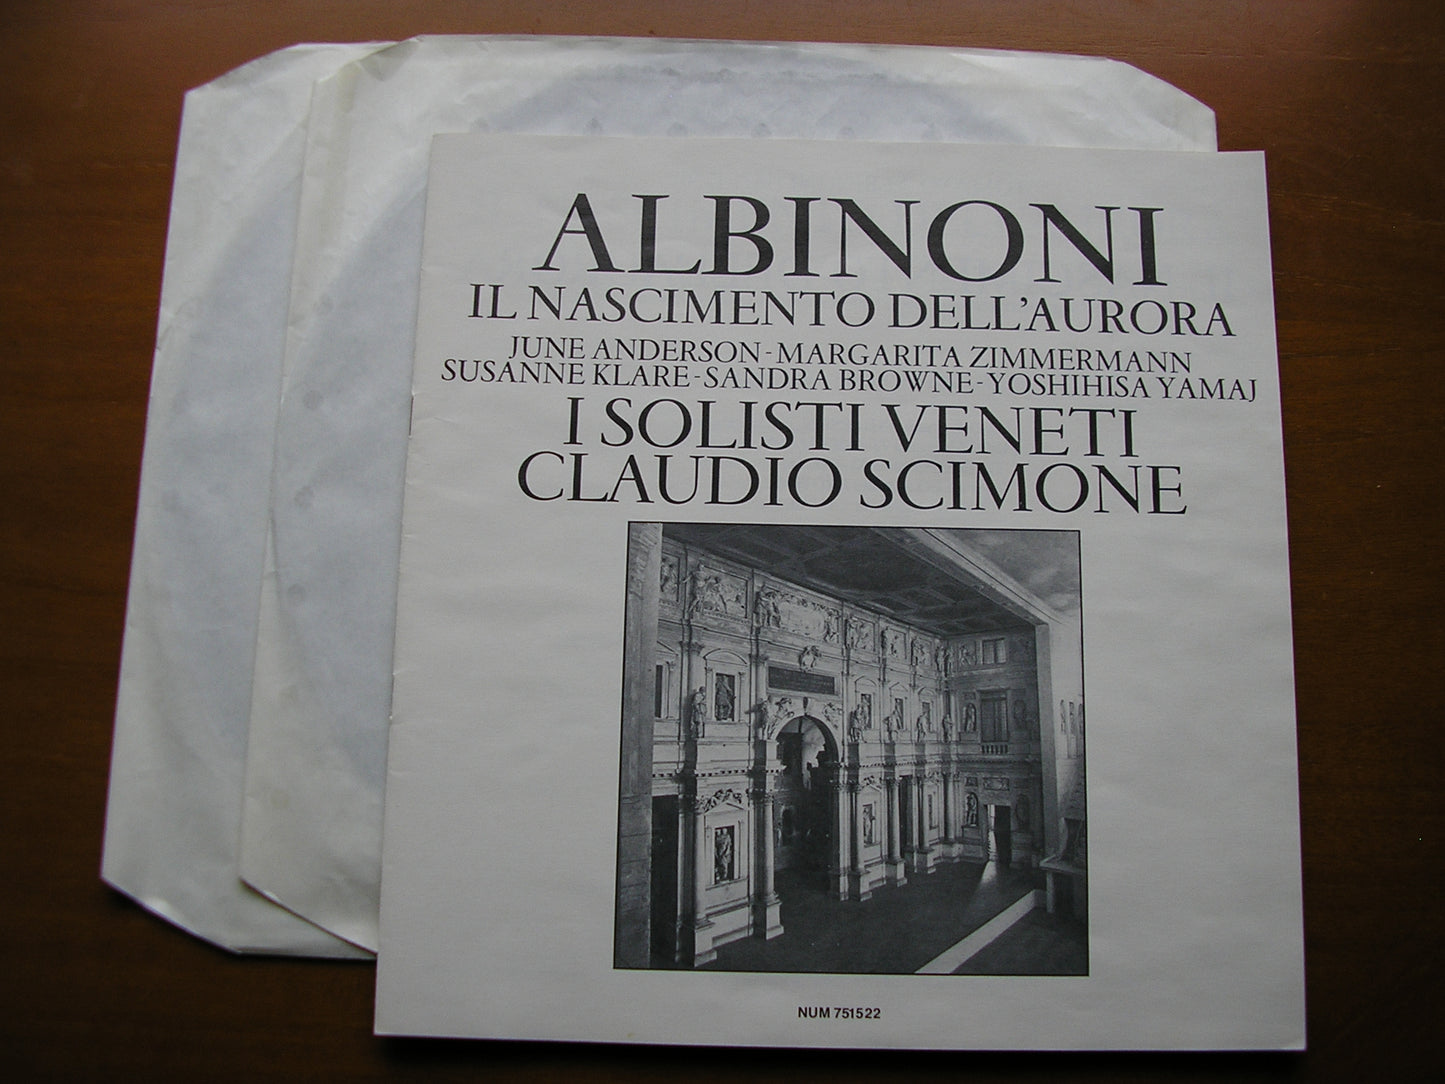 ALBINONI
IL NASCIMENTO DELL'AURORA
JUNE ANDERSON-MARGARITA ZIMMERMANN
SUSANNE KLARE-SANDRA BROWNE-YOSHIHISA YAMAJ
I SOLISTI VENETI
CLAUDIO SCIMONE
NUM 751522